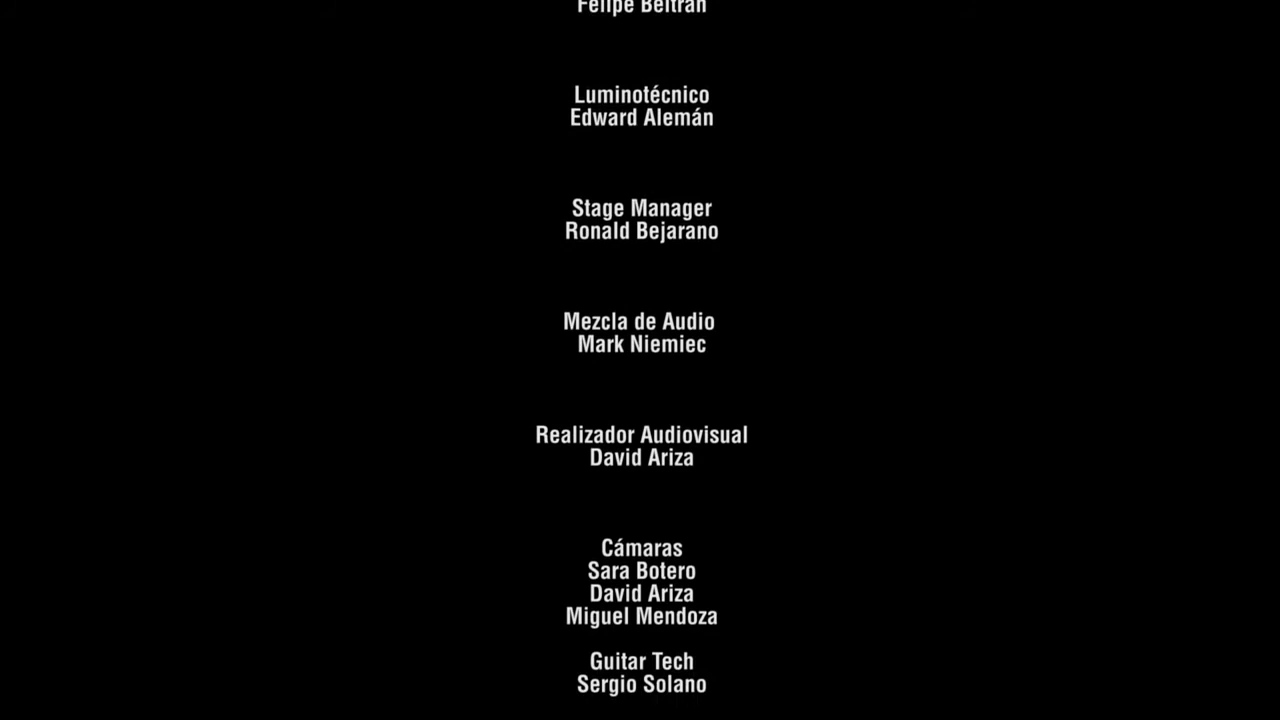 Felipe Beltrán
Luminotécnico
Edward Alemán
Stage Manager
Ronald Bejarano
Mezcla de Audio
Mark Niemiec
Realizador Audiovisual
David Ariza
Cámaras
Sara Botero
David Ariza
Miguel Mendoza
Guitar Tech
Sergio Solano